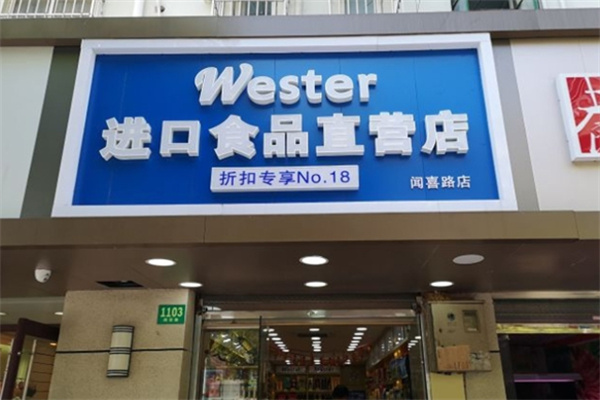 Wester
进口食品直营店
折扣专享No.18
闻喜路店
1103